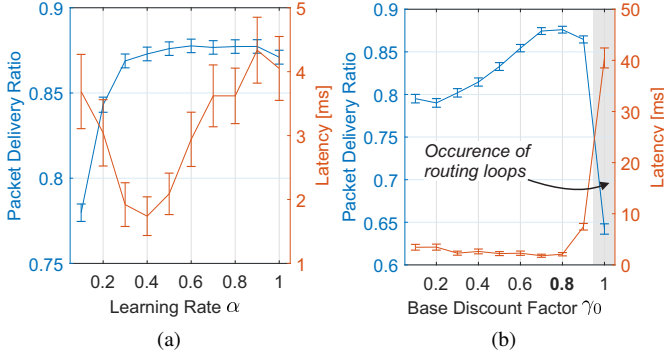 0.9
0.85
0.8
0.75
Packet Delivery Ratio
5
4
3
2
1
Latency [ms]
0.2 0.4 0.6 0.8 1
Learning Rate α
(a)
0.9
0.85
0.8
0.75
0.7
0.65
0.6
Packet Delivery Ratio
Occurence of
routing loops
50
40
30
20
10
0
Latency [ms]
0.2 0.4 0.6 0.8 1
Base Discount Factor γ0
(b)